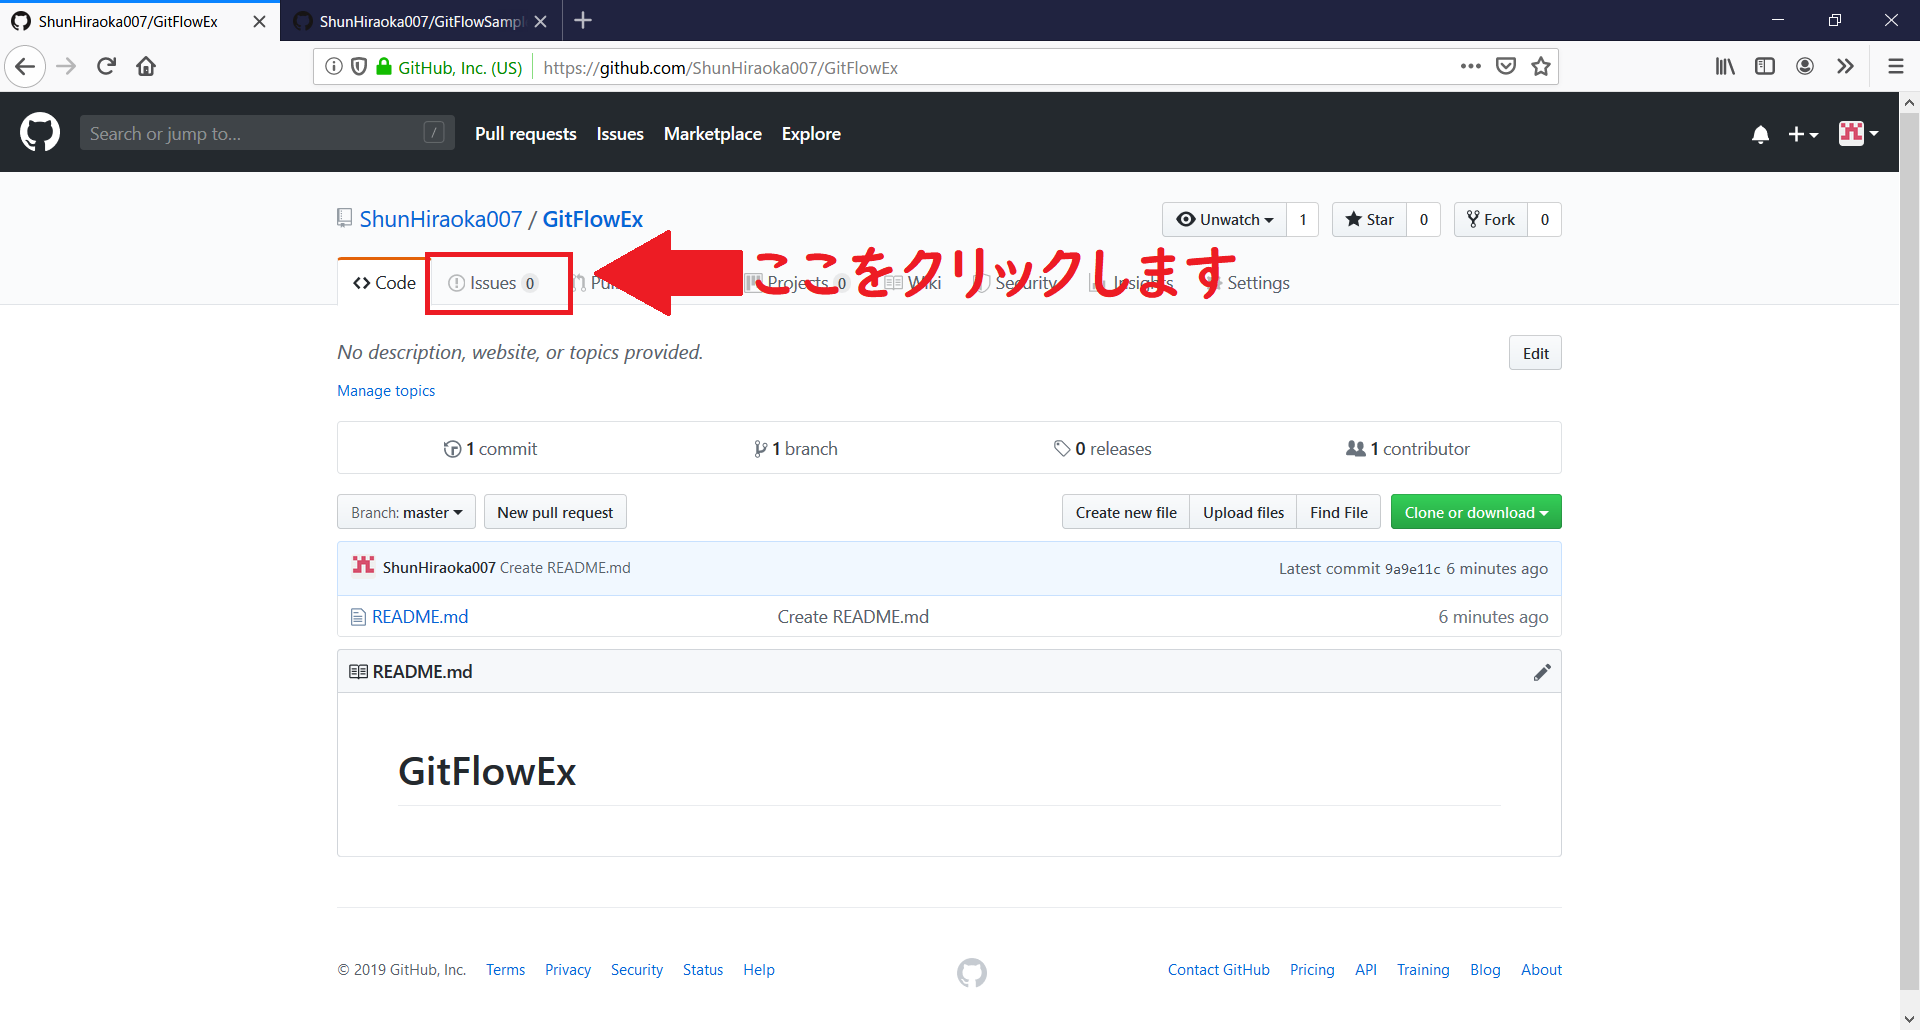 ShunHiraoka007/GitFlowEx
ShunHiraoka007/GitFlowSampl
GitHub, Inc. (US)
https://github.com/ShunHiraoka007/GitFlowEx
Search or jump to...
/
Pull requests
Issues
Marketplace
Explore
ShunHiraoka007 / GitFlowEx
Unwatch 1
Star 0
Fork 0
Code
Issues 0
ここをクリックします
Projects 0
Wiki
Security
Insights
Settings
No description, website, or topics provided.
Edit
Manage topics
1 commit
1 branch
0 releases
1 contributor
Branch: master
New pull request
Create new file
Upload files
Find File
Clone or download
ShunHiraoka007 Create README.md
Latest commit 9a9e11c 6 minutes ago
README.md
Create README.md
6 minutes ago
README.md
GitFlowEx
© 2019 GitHub, Inc.
Terms
Privacy
Security
Status
Help
Contact GitHub
Pricing
API
Training
Blog
About